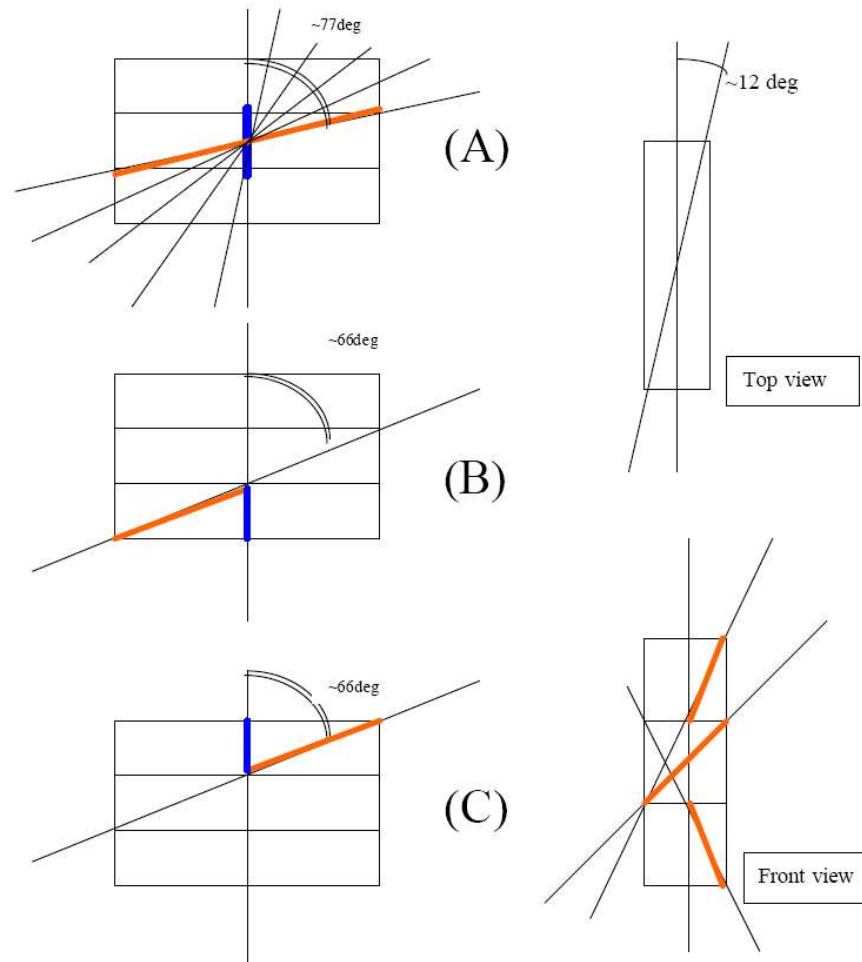 ~77deg
(A)
~12 deg
~66deg
Top view
(B)
~66deg
(C)
Front view